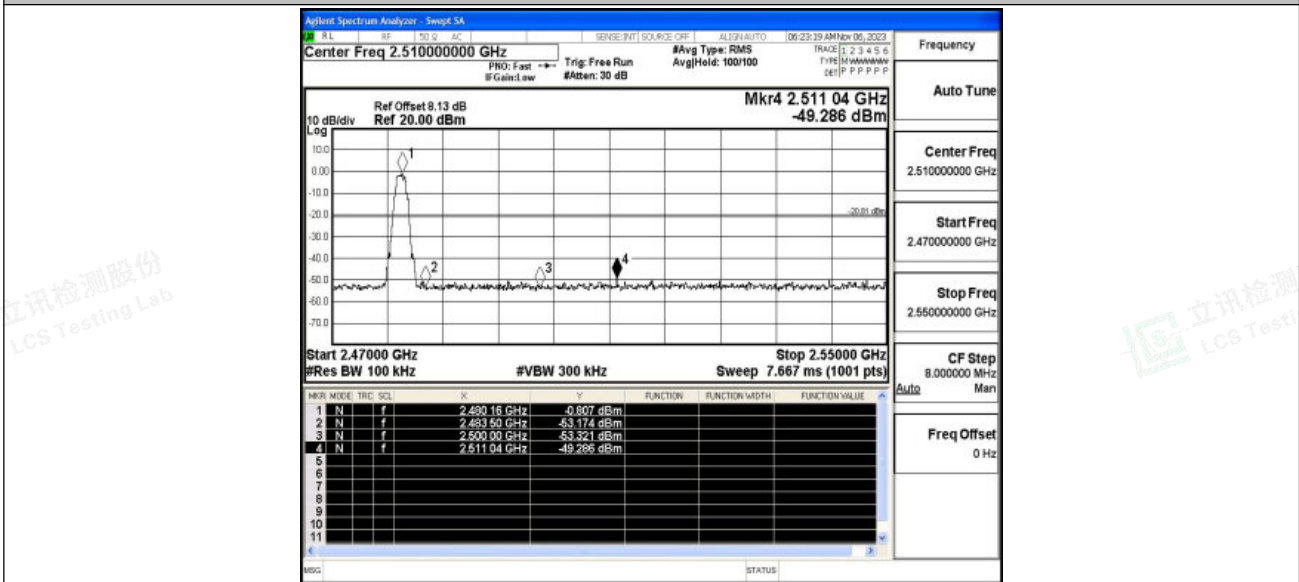 Agilent Spectrum Analyzer - Swept SA
RL RF 50 Ω AC SENSE:INT SOURCE OFF ALIGNAUTO 06:23:19 AM Nov 06, 2023
Center Freq 2.510000000 GHz #Avg Type: RMS TRACE 1 2 3 4 5 6
PNO: Fast Trig: Free Run Avg|Hold: 100/100 TYPE M WWWWW
IFGain:Low #Atten: 30 dB DET P P P P P P
Frequency
Auto Tune
Mkr4 2.511 04 GHz
-49.286 dBm
Ref Offset 8.13 dB
10 dB/div Ref 20.00 dBm
Log
10.0
0.00
-10.0
-20.0
-30.0
-40.0
-50.0
-60.0
-70.0
1
2
3
4
-20.81 dBm
Start 2.47000 GHz Stop 2.55000 GHz
#Res BW 100 kHz #VBW 300 kHz Sweep 7.667 ms (1001 pts)
MKR MODE TRC SCL X Y FUNCTION FUNCTION WIDTH FUNCTION VALUE
1 N f 2.480 16 GHz -0.807 dBm
2 N f 2.483 50 GHz -53.174 dBm
3 N f 2.500 00 GHz -53.321 dBm
4 N f 2.511 04 GHz -49.286 dBm
5
6
7
8
9
10
11
MSG STATUS
Center Freq
2.510000000 GHz
Start Freq
2.470000000 GHz
Stop Freq
2.550000000 GHz
CF Step
8.000000 MHz
Auto Man
Freq Offset
0 Hz
立讯检测股份
LCS Testing Lab
立讯检测
LCS Testi